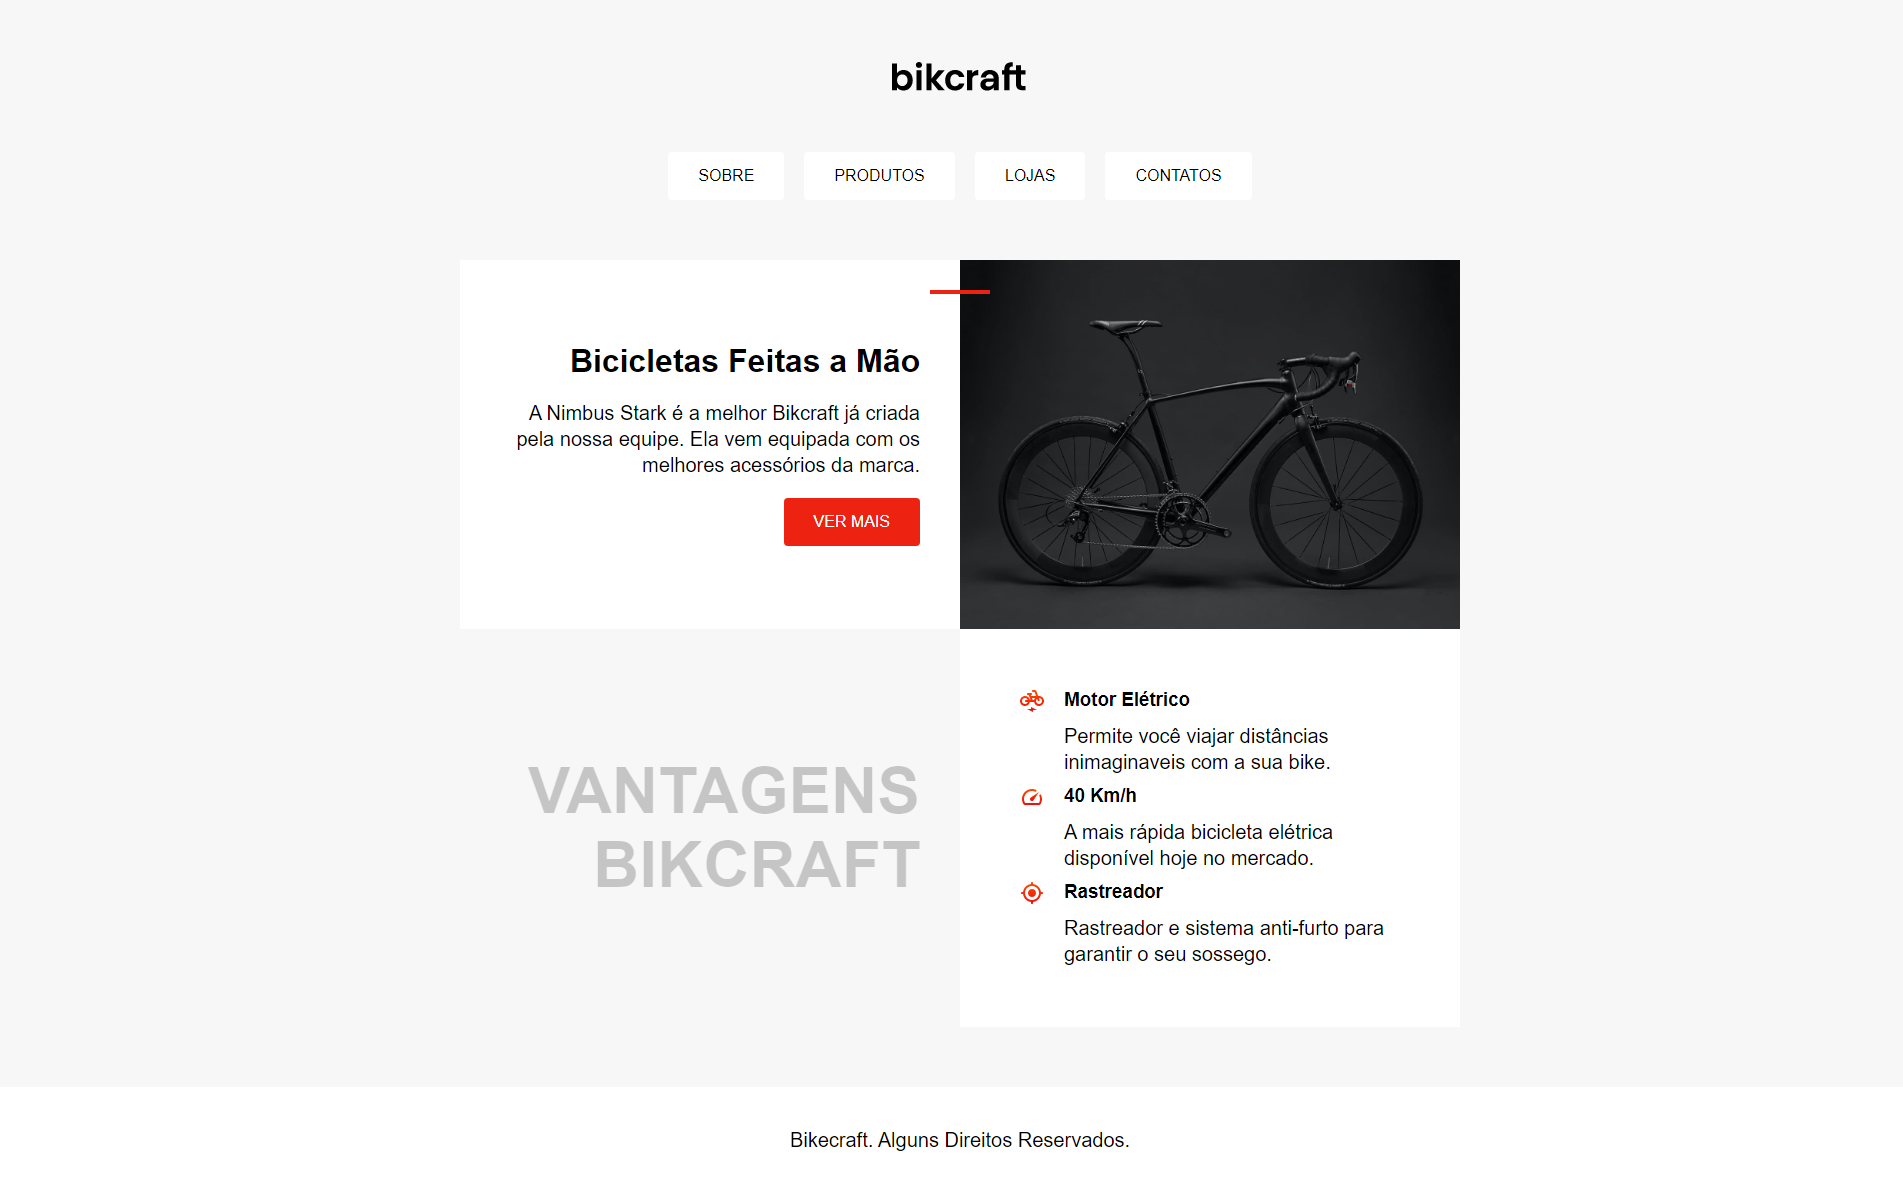 bikcraft
SOBRE
PRODUTOS
LOJAS
CONTATOS
Bicicletas Feitas a Mão
A Nimbus Stark é a melhor Bikcraft já criada
pela nossa equipe. Ela vem equipada com os
melhores acessórios da marca.
VER MAIS
VANTAGENS
BIKCRAFT
Motor Elétrico
Permite você viajar distâncias
inimaginaveis com a sua bike.
40 Km/h
A mais rápida bicicleta elétrica
disponível hoje no mercado.
Rastreador
Rastreador e sistema anti-furto para
garantir o seu sossego.
Bikecraft. Alguns Direitos Reservados.